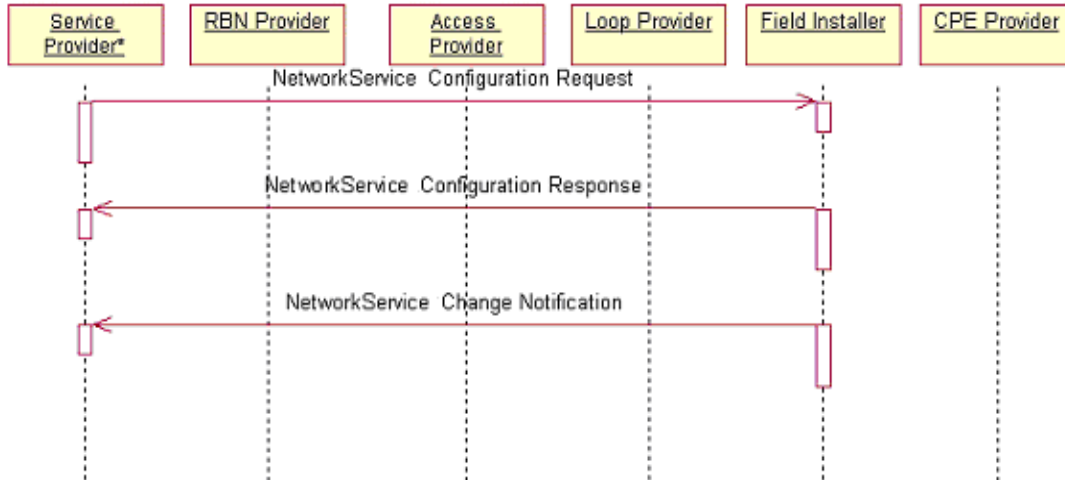 Service
Provider*
RBN Provider
Access
Provider
Loop Provider
Field Installer
CPE Provider
NetworkService Configuration Request
NetworkService Configuration Response
NetworkService Change Notification